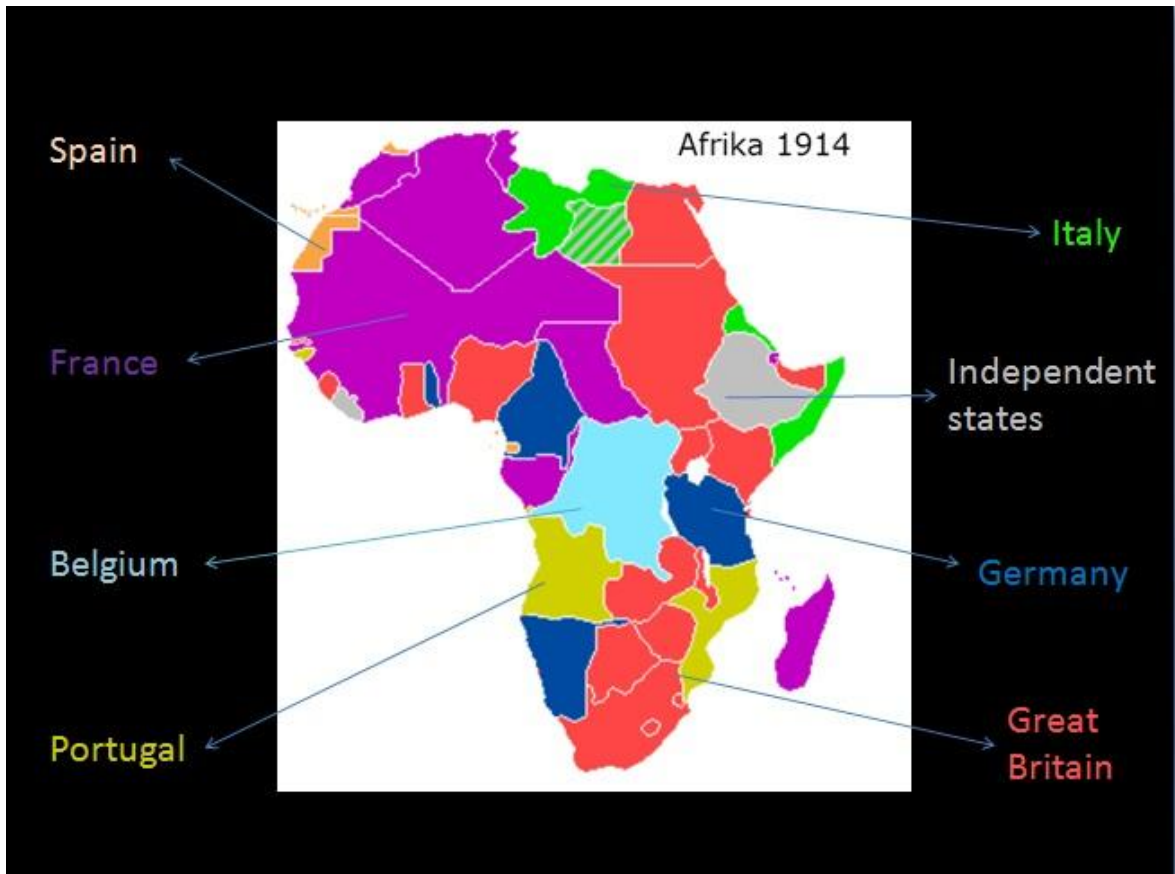 Afrika 1914
Spain
France
Belgium
Portugal
Italy
Independent
states
Germany
Great
Britain